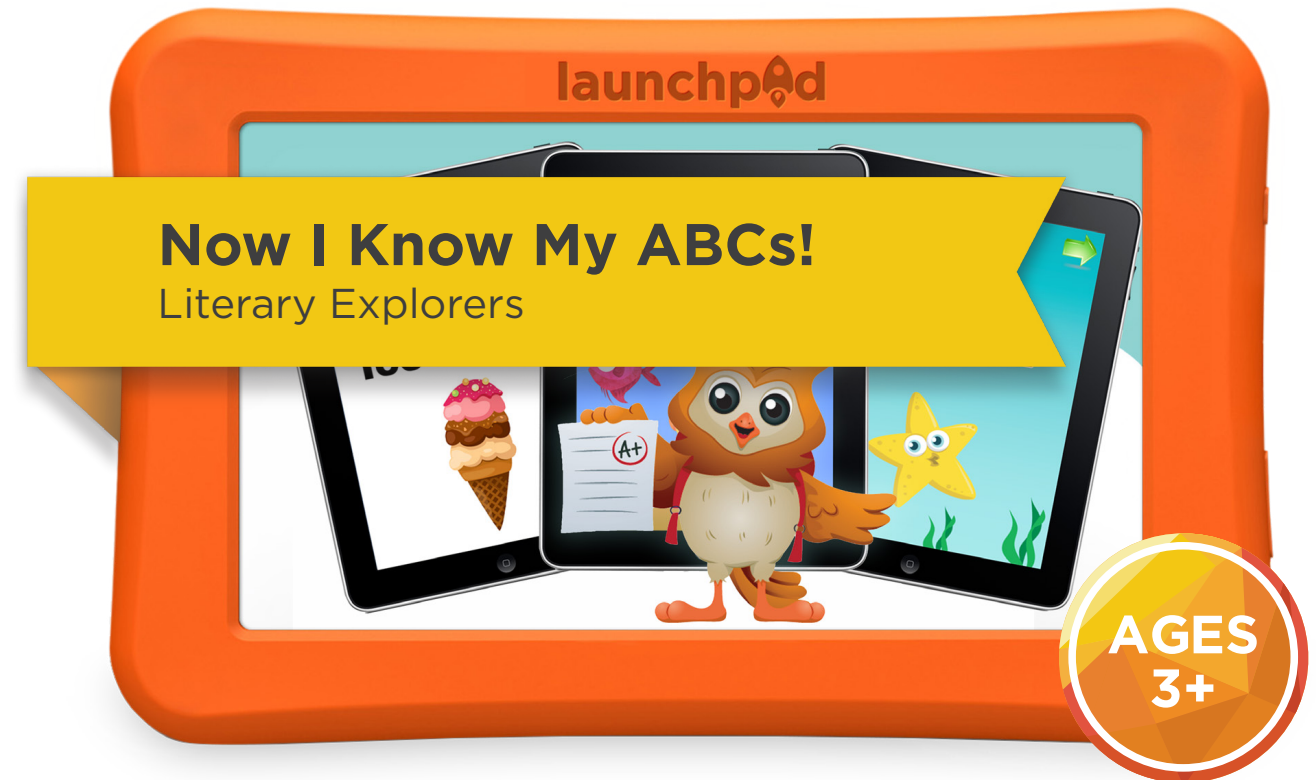 launchpad
Now I Know My ABCs!
Literary Explorers
A+
AGES
3+